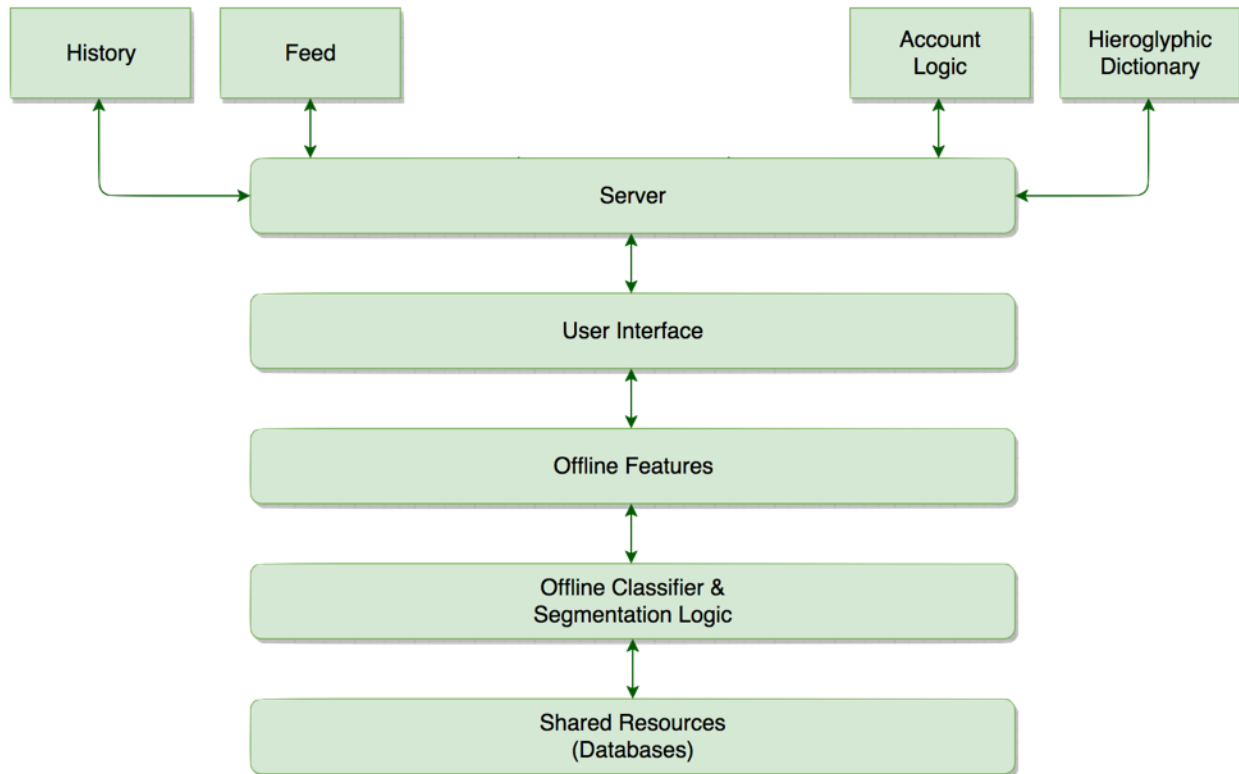 History
Feed
Account
Logic
Hieroglyphic
Dictionary
Server
User Interface
Offline Features
Offline Classifier &
Segmentation Logic
Shared Resources
(Databases)